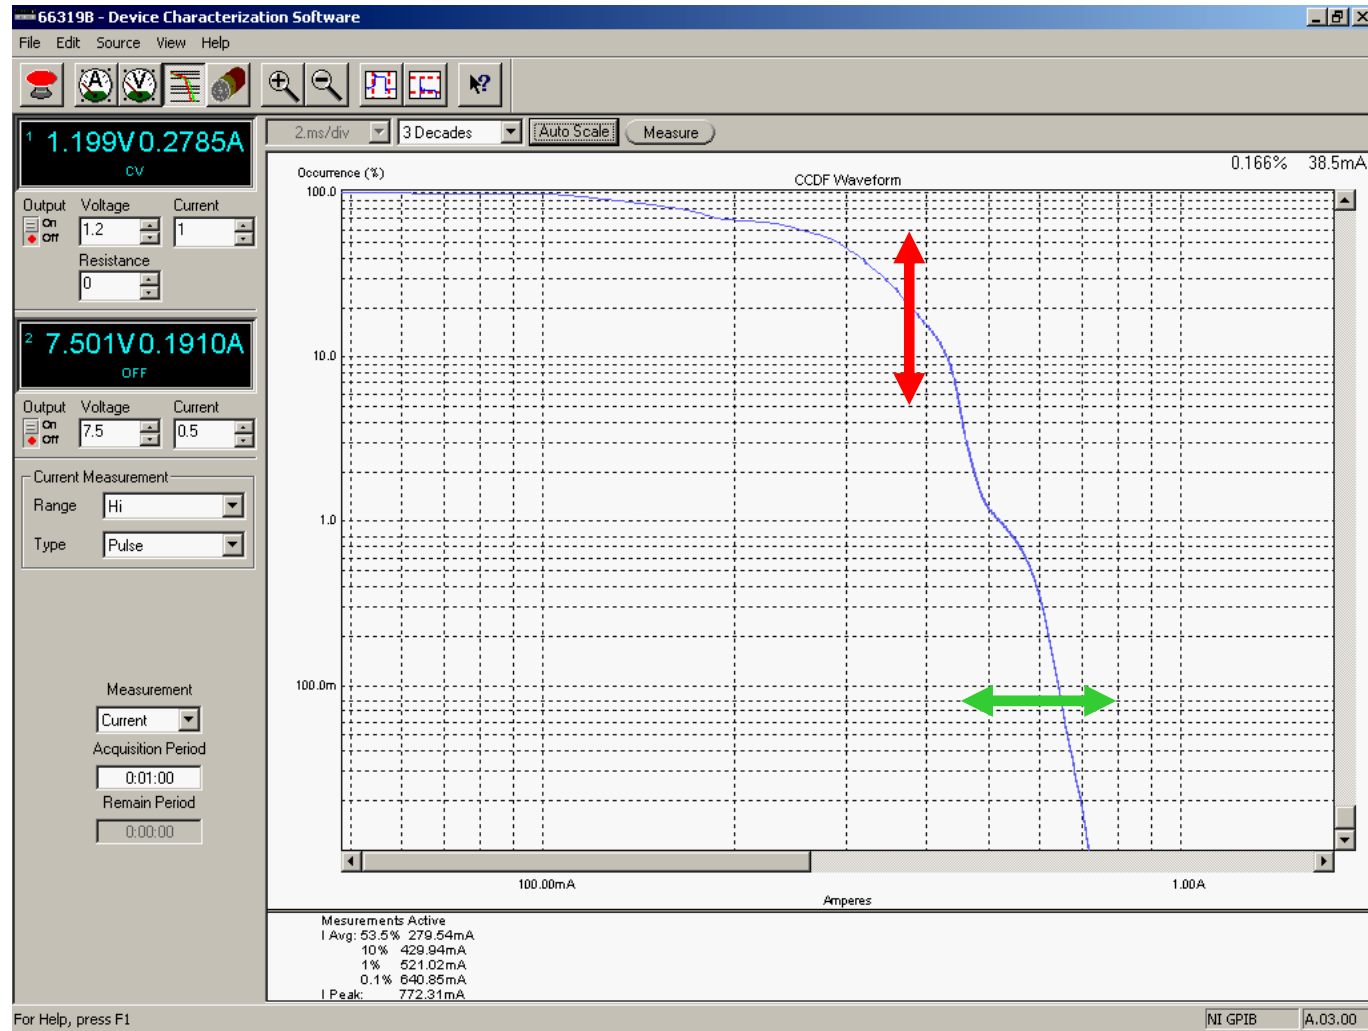 66319B - Device Characterization Software
File Edit Source View Help
2.ms/div 3 Decades Auto Scale Measure
1 1.199V 0.2785A
CV
Output Voltage Current
On
Off
1.2 1
Resistance
0
2 7.501V 0.1910A
OFF
Output Voltage Current
On
Off
7.5 0.5
Current Measurement
Range Hi
Type Pulse
Measurement
Current
Acquisition Period
0:01:00
Remain Period
0:00:00
0.166% 38.5mA
Occurrence (%)
CCDF Waveform
100.0
10.0
1.0
100.0m
100.00mA 1.00A
Amperes
Mesurements Active
I Avg: 53.5% 279.54mA
10% 429.94mA
1% 521.02mA
0.1% 640.85mA
I Peak: 772.31mA
For Help, press F1
NI GPIB A.03.00